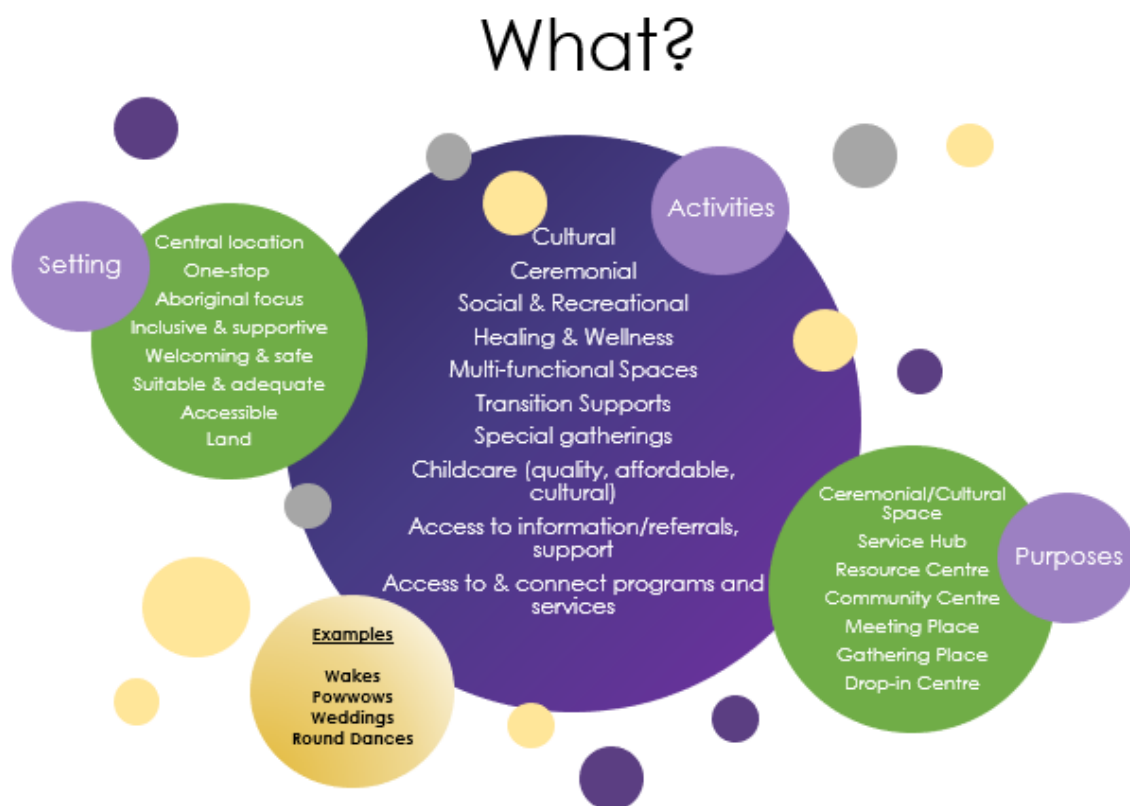 What?
Setting
Central location
One-stop
Aboriginal focus
Inclusive & supportive
Welcoming & safe
Suitable & adequate
Accessible
Land
Activities
Cultural
Ceremonial
Social & Recreational
Healing & Wellness
Multi-functional Spaces
Transition Supports
Special gatherings
Childcare (quality, affordable,
cultural)
Access to information/referrals,
support
Access to & connect programs and
services
Examples
Wakes
Powwows
Weddings
Round Dances
Purposes
Ceremonial/Cultural
Space
Service Hub
Resource Centre
Community Centre
Meeting Place
Gathering Place
Drop-in Centre